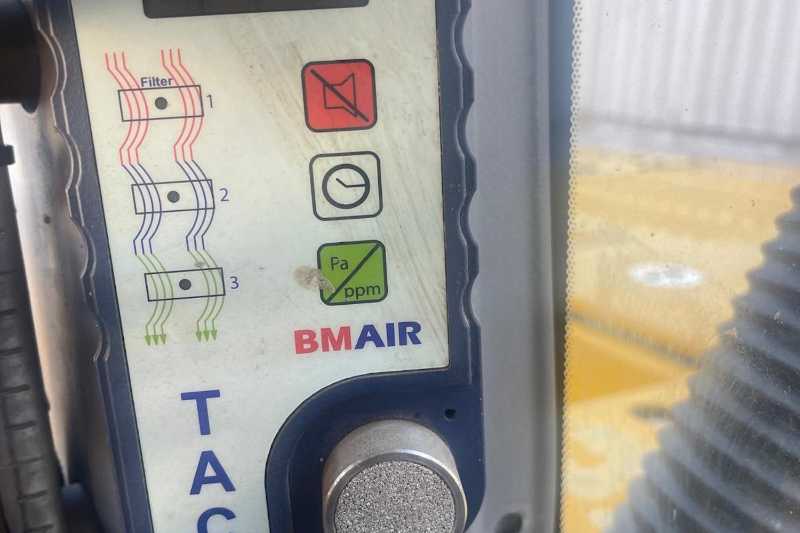 Filter
1
2
3
Pa
ppm
BMAIR
TAC